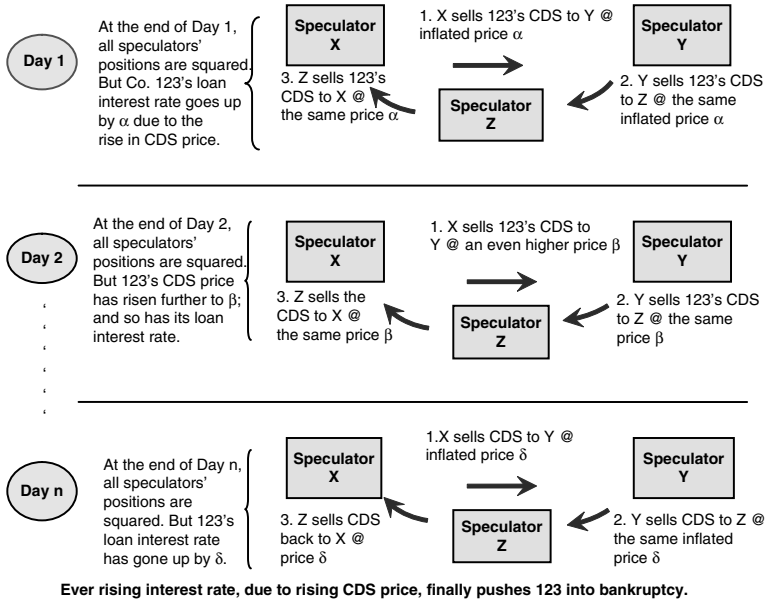 Day 1
At the end of Day 1,
all speculators'
positions are squared.
But Co. 123's loan
interest rate goes up
by α due to the
rise in CDS price.
Speculator
X
1. X sells 123's CDS to Y @
inflated price α
Speculator
Y
3. Z sells 123's
CDS to X @
the same price α
Speculator
Z
2. Y sells 123's CDS
to Z @ the same
inflated price α
Day 2
‘
‘
‘
‘
‘
‘
At the end of Day 2,
all speculators'
positions are squared.
But 123's CDS price
has risen further to β;
and so has its loan
interest rate.
Speculator
X
1. X sells 123's CDS to
Y @ an even higher price β
Speculator
Y
3. Z sells the
CDS to X @
the same price β
Speculator
Z
2. Y sells 123's CDS
to Z @ the same
price β
Day n
At the end of Day n,
all speculators'
positions are
squared. But 123's
loan interest rate
has gone up by δ.
Speculator
X
1.X sells CDS to Y @
inflated price δ
Speculator
Y
3. Z sells CDS
back to X @
price δ
Speculator
Z
2. Y sells CDS to Z @
the same inflated
price δ
Ever rising interest rate, due to rising CDS price, finally pushes 123 into bankruptcy.